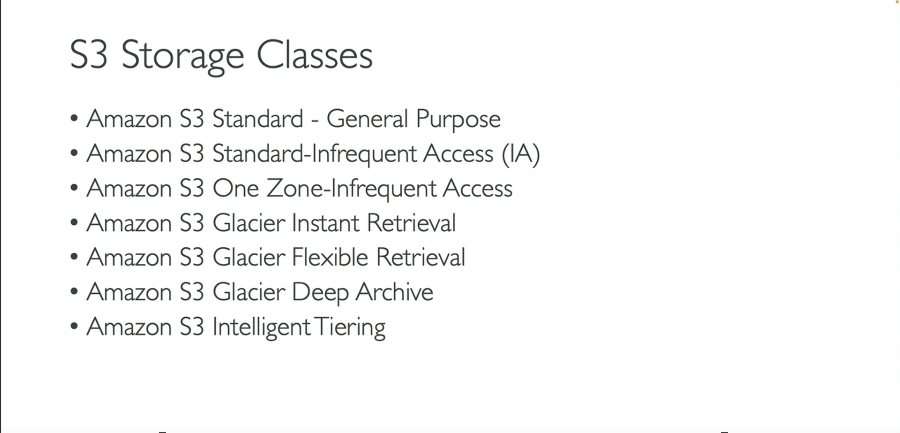 S3 Storage Classes
• Amazon S3 Standard - General Purpose
• Amazon S3 Standard-Infrequent Access (IA)
• Amazon S3 One Zone-Infrequent Access
• Amazon S3 Glacier Instant Retrieval
• Amazon S3 Glacier Flexible Retrieval
• Amazon S3 Glacier Deep Archive
• Amazon S3 Intelligent Tiering